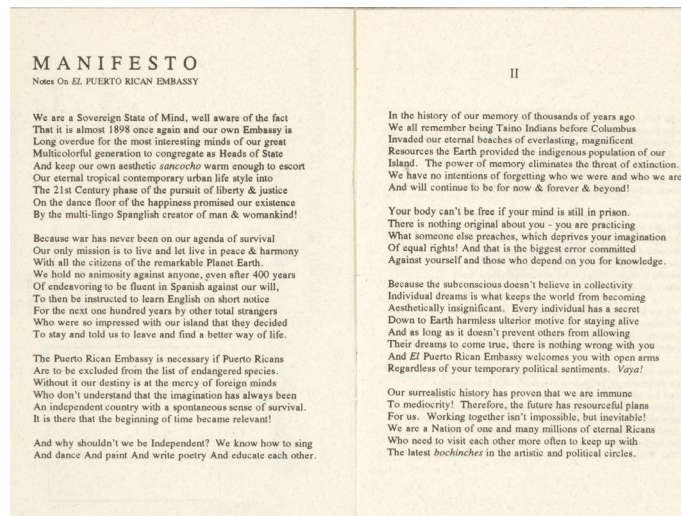 MANIFESTO
Notes On EL PUERTO RICAN EMBASSY
We are a Sovereign State of Mind, well aware of the fact
That it is almost 1898 once again and our own Embassy is
Long overdue for the most interesting minds of our great
Multicolorful generation to congregate as Heads of State
And keep our own aesthetic sancocho warm enough to escort
Our eternal tropical contemporary urban life style into
The 21st Century phase of the pursuit of liberty & justice
On the dance floor of the happiness promised our existence
By the multi-lingo Spanglish creator of man & womankind!
Because war has never been on our agenda of survival
Our only mission is to live and let live in peace & harmony
With all the citizens of the remarkable Planet Earth.
We hold no animosity against anyone, even after 400 years
Of endeavoring to be fluent in Spanish against our will,
To then be instructed to learn English on short notice
For the next one hundred years by other total strangers
Who were so impressed with our island that they decided
To stay and told us to leave and find a better way of life.
The Puerto Rican Embassy is necessary if Puerto Ricans
Are to be excluded from the list of endangered species.
Without it our destiny is at the mercy of foreign minds
Who don't understand that the imagination has always been
An independent country with a spontaneous sense of survival.
It is there that the beginning of time became relevant!
And why shouldn't we be Independent? We know how to sing
And dance And paint And write poetry And educate each other.
II
In the history of our memory of thousands of years ago
We all remember being Taino Indians before Columbus
Invaded our eternal beaches of everlasting, magnificent
Resources the Earth provided the indigenous population of our
Island. The power of memory eliminates the threat of extinction.
We have no intentions of forgetting who we were and who we are
And will continue to be for now & forever & beyond!
Your body can't be free if your mind is still in prison.
There is nothing original about you - you are practicing
What someone else preaches, which deprives your imagination
Of equal rights! And that is the biggest error committed
Against yourself and those who depend on you for knowledge.
Because the subconscious doesn't believe in collectivity
Individual dreams is what keeps the world from becoming
Aesthetically insignificant. Every individual has a secret
Down to Earth harmless ulterior motive for staying alive
And as long as it doesn't prevent others from allowing
Their dreams to come true, there is nothing wrong with you
And El Puerto Rican Embassy welcomes you with open arms
Regardless of your temporary political sentiments. Vaya!
Our surrealistic history has proven that we are immune
To mediocrity! Therefore, the future has resourceful plans
For us. Working together isn't impossible, but inevitable!
We are a Nation of one and many millions of eternal Ricans
Who need to visit each other more often to keep up with
The latest bochinches in the artistic and political circles.